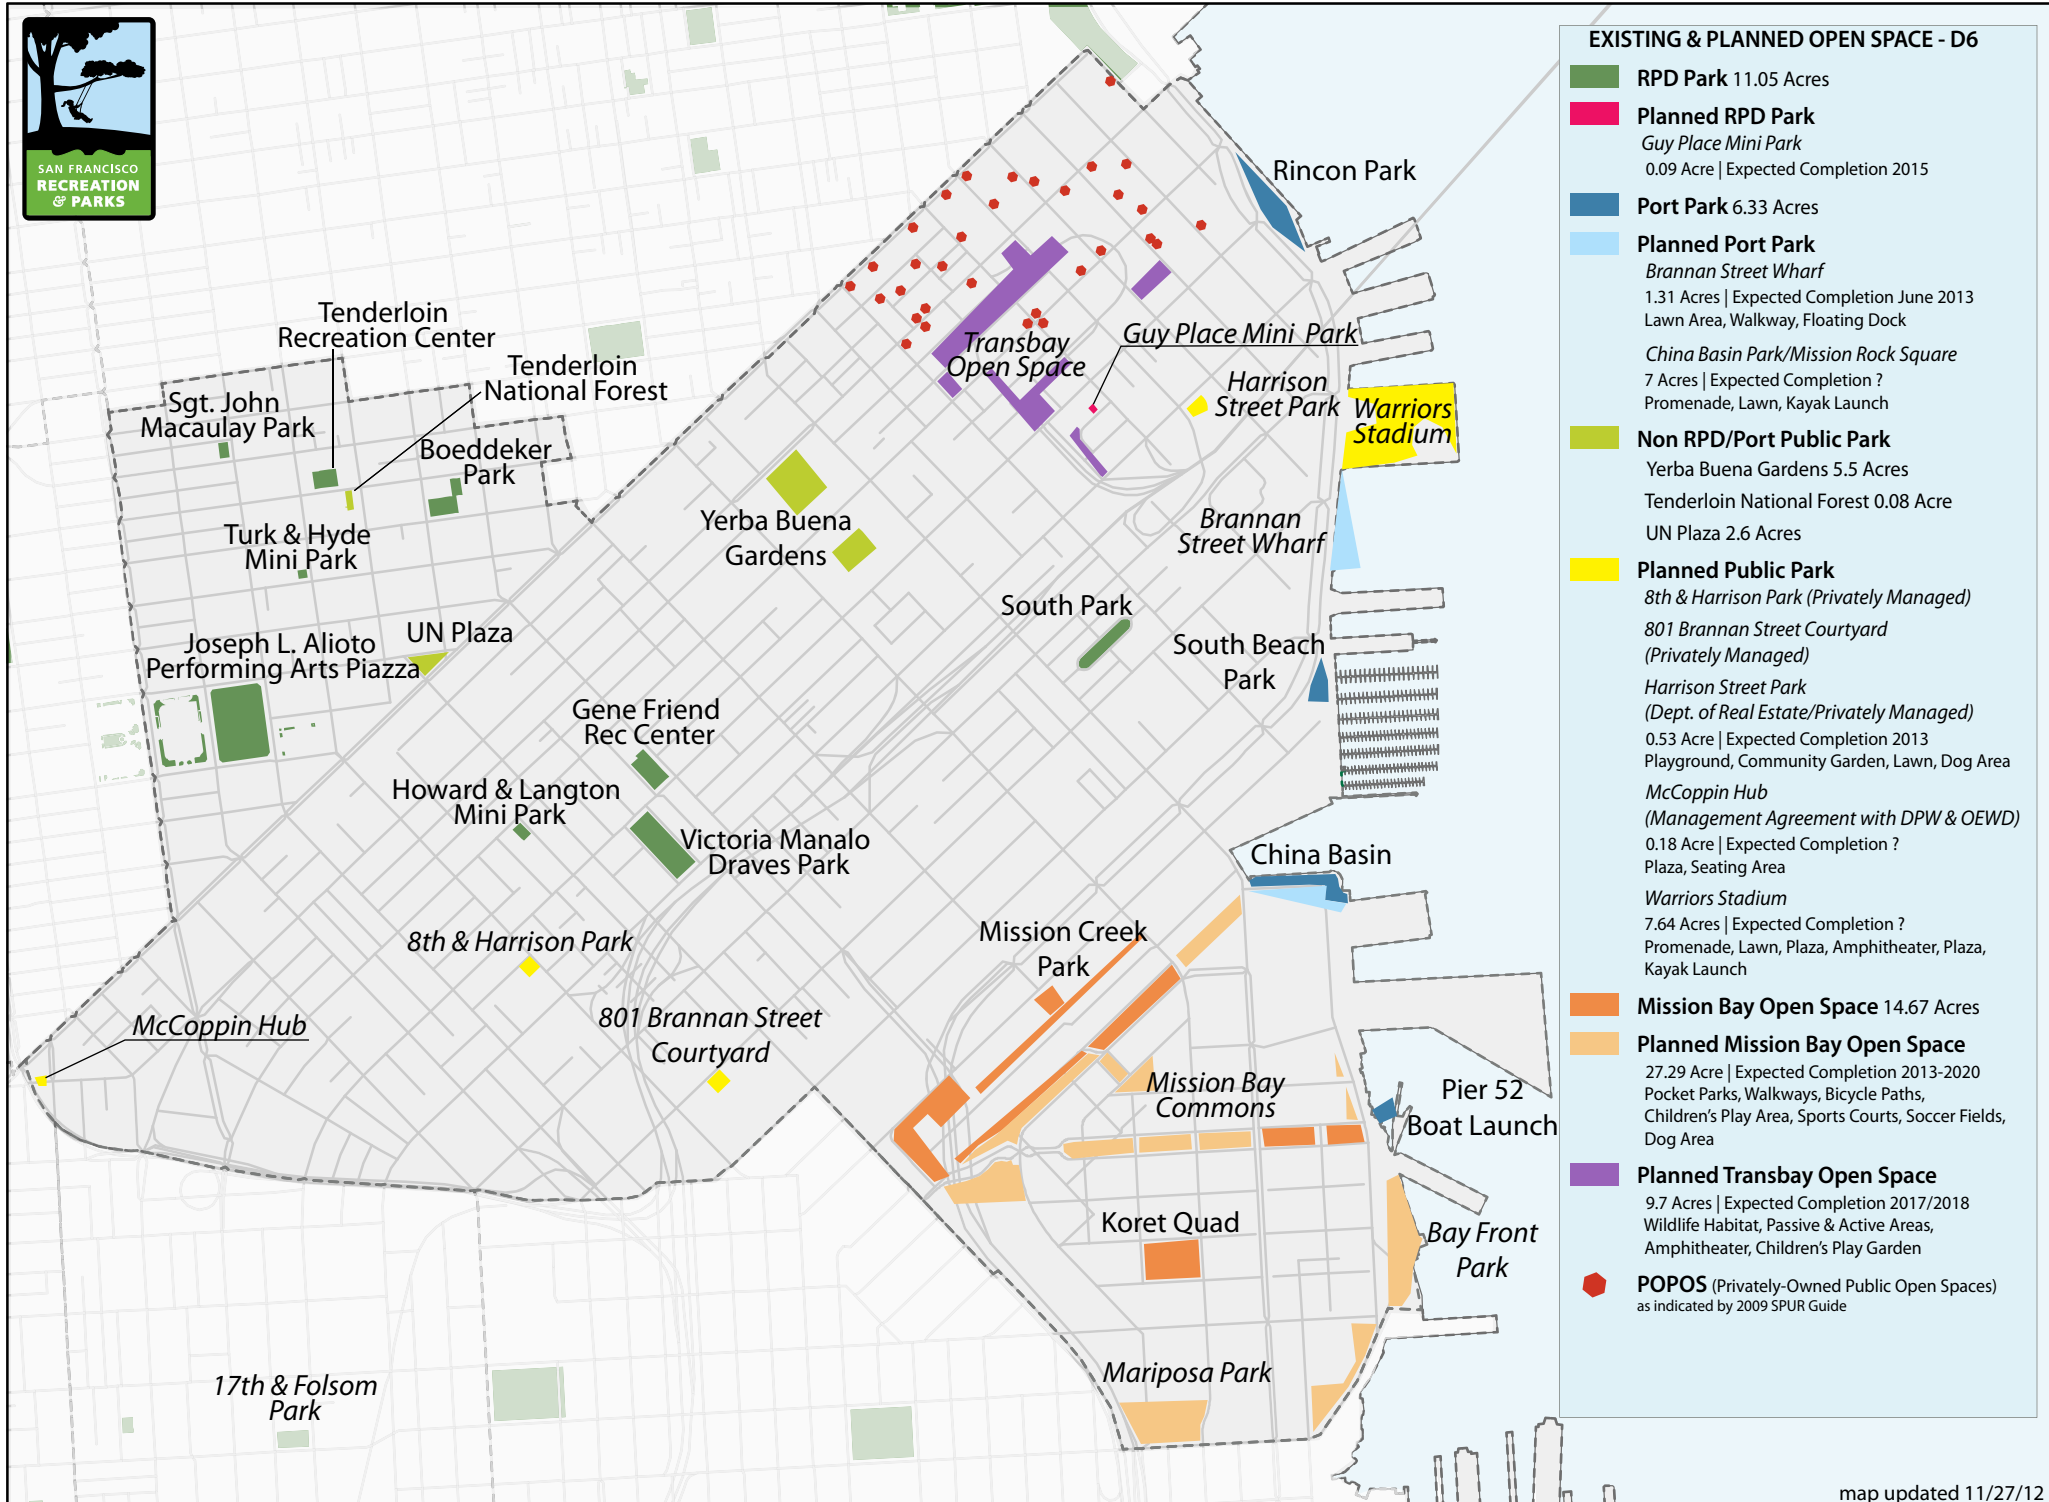 SAN FRANCISCO
RECREATION
& PARKS
Rincon Park
Tenderloin
Recreation Center
Tenderloin
National Forest
Sgt. John
Macaulay Park
Boeddeker
Park
Turk & Hyde
Mini Park
Joseph L. Alioto
Performing Arts Piazza
UN Plaza
Transbay
Open Space
Guy Place Mini Park
Harrison
Street Park
Warriors
Stadium
Yerba Buena
Gardens
Brannan
Street Wharf
South Park
South Beach
Park
Gene Friend
Rec Center
Howard & Langton
Mini Park
Victoria Manalo
Draves Park
China Basin
8th & Harrison Park
Mission Creek
Park
McCoppin Hub
801 Brannan Street
Courtyard
Mission Bay
Commons
Pier 52
Boat Launch
Koret Quad
Bay Front
Park
Mariposa Park
17th & Folsom
Park
EXISTING & PLANNED OPEN SPACE - D6
RPD Park 11.05 Acres
Planned RPD Park
Guy Place Mini Park
0.09 Acre | Expected Completion 2015
Port Park 6.33 Acres
Planned Port Park
Brannan Street Wharf
1.31 Acres | Expected Completion June 2013
Lawn Area, Walkway, Floating Dock
China Basin Park/Mission Rock Square
7 Acres | Expected Completion ?
Promenade, Lawn, Kayak Launch
Non RPD/Port Public Park
Yerba Buena Gardens 5.5 Acres
Tenderloin National Forest 0.08 Acre
UN Plaza 2.6 Acres
Planned Public Park
8th & Harrison Park (Privately Managed)
801 Brannan Street Courtyard
(Privately Managed)
Harrison Street Park
(Dept. of Real Estate/Privately Managed)
0.53 Acre | Expected Completion 2013
Playground, Community Garden, Lawn, Dog Area
McCoppin Hub
(Management Agreement with DPW & OEWD)
0.18 Acre | Expected Completion ?
Plaza, Seating Area
Warriors Stadium
7.64 Acres | Expected Completion ?
Promenade, Lawn, Plaza, Amphitheater, Plaza,
Kayak Launch
Mission Bay Open Space 14.67 Acres
Planned Mission Bay Open Space
27.29 Acre | Expected Completion 2013-2020
Pocket Parks, Walkways, Bicycle Paths,
Children's Play Area, Sports Courts, Soccer Fields,
Dog Area
Planned Transbay Open Space
9.7 Acres | Expected Completion 2017/2018
Wildlife Habitat, Passive & Active Areas,
Amphitheater, Children's Play Garden
POPOS (Privately-Owned Public Open Spaces)
as indicated by 2009 SPUR Guide
map updated 11/27/12